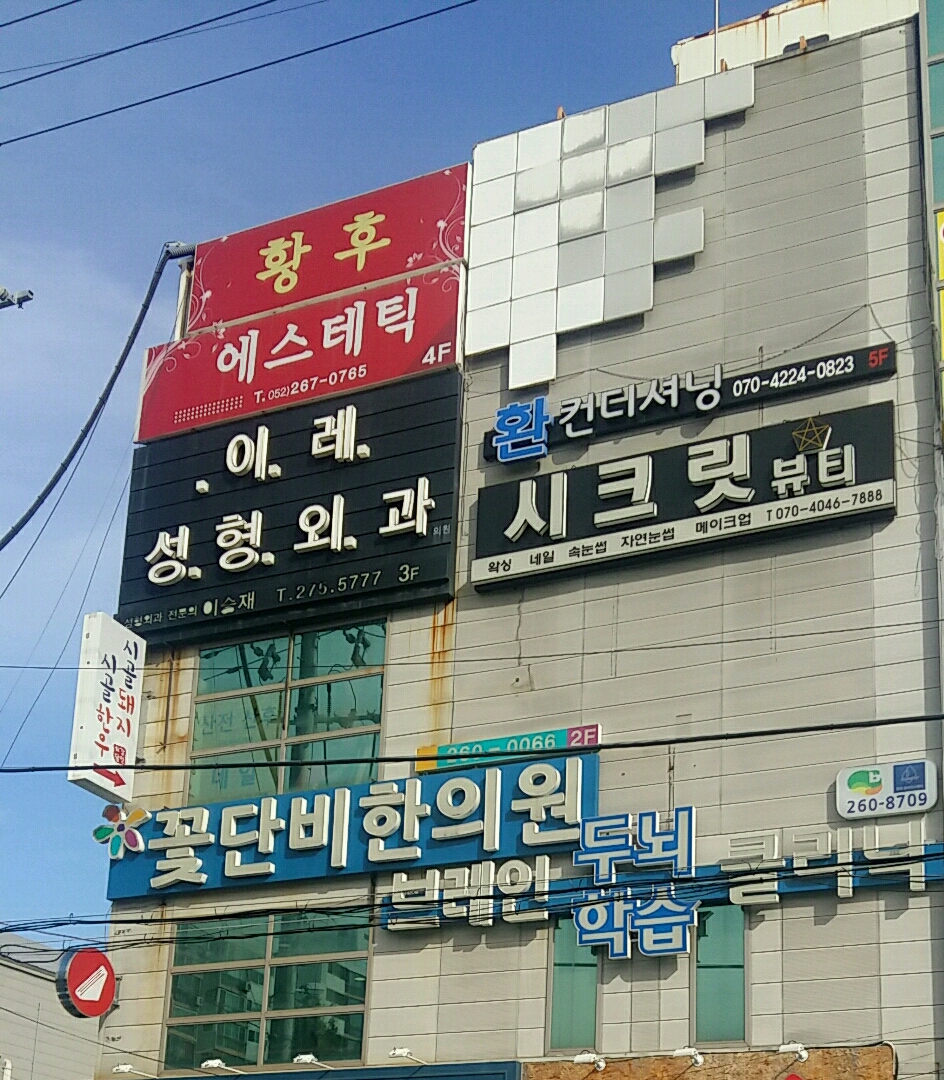 황후
에스테틱
4F
T. 052)267-0765
이레
성형외과 의원
성형외과 전문의 이승재 T.275.5777 3F
환 컨디셔닝 070-4224-0823 5F
시크릿 뷰티
왁싱 네일 속눈썹 자연눈썹 메이크업 T 070-4046-7888
시골돼지
시골한우
260-0066 2F
꽃단비한의원
브레인 두뇌 학습 클리닉
260-8709
네일